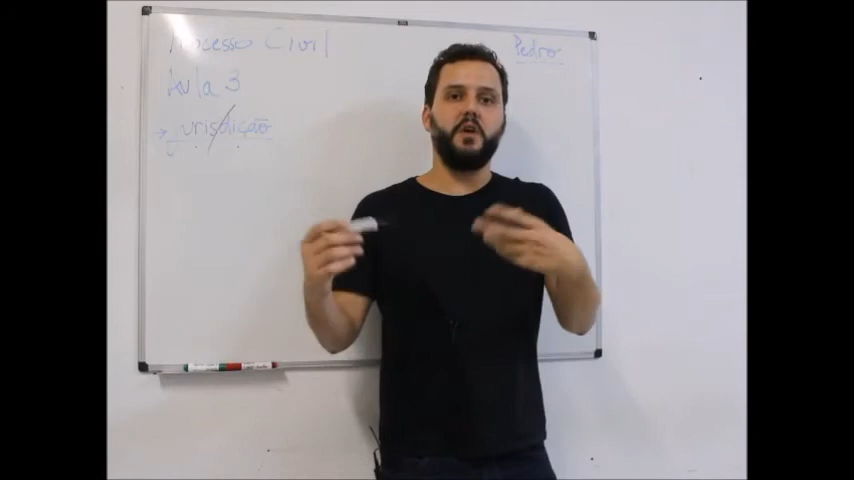 Processo Civil
Pedro
Aula 3
→ jurisdição